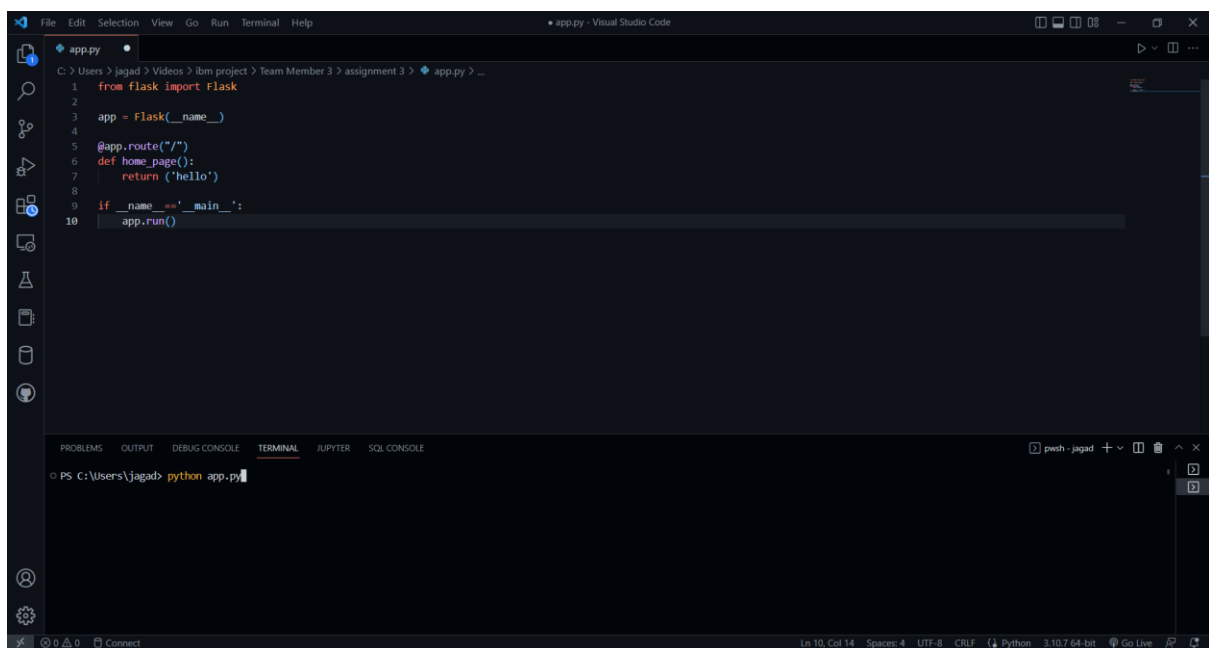 File Edit Selection View Go Run Terminal Help
● app.py - Visual Studio Code
app.py ●
C: > Users > jagad > Videos > ibm project > Team Member 3 > assignment 3 > app.py > ...
1 from flask import Flask
2
3 app = Flask(__name__)
4
5 @app.route("/")
6 def home_page():
7 return ('hello')
8
9 if __name__=='__main__':
10 app.run()
PROBLEMS OUTPUT DEBUG CONSOLE TERMINAL JUPYTER SQL CONSOLE
pwsh - jagad
PS C:\Users\jagad> python app.py
0 0 Connect
Ln 10, Col 14 Spaces: 4 UTF-8 CRLF Python 3.10.7 64-bit Go Live
1